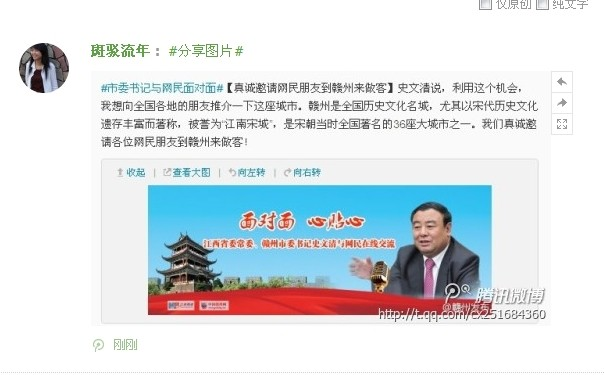 仅原创 纯文字
斑驳流年： #分享图片#
#市委书记与网民面对面#【真诚邀请网民朋友到赣州来做客】史文清说，利用这个机会，
我想向全国各地的朋友推介一下这座城市。赣州是全国历史文化名城，尤其以宋代历史文化
遗存丰富而著称，被誉为“江南宋城”，是宋朝当时全国著名的36座大城市之一。我们真诚邀
请各位网民朋友到赣州来做客！
收起 | 查看大图 | 向左转 | 向右转
面对面 心贴心
江西省委常委、赣州市委书记史文清与网民在线交流
腾讯微博
@赣州发布
http://t.qq.com/cx251684360
刚刚